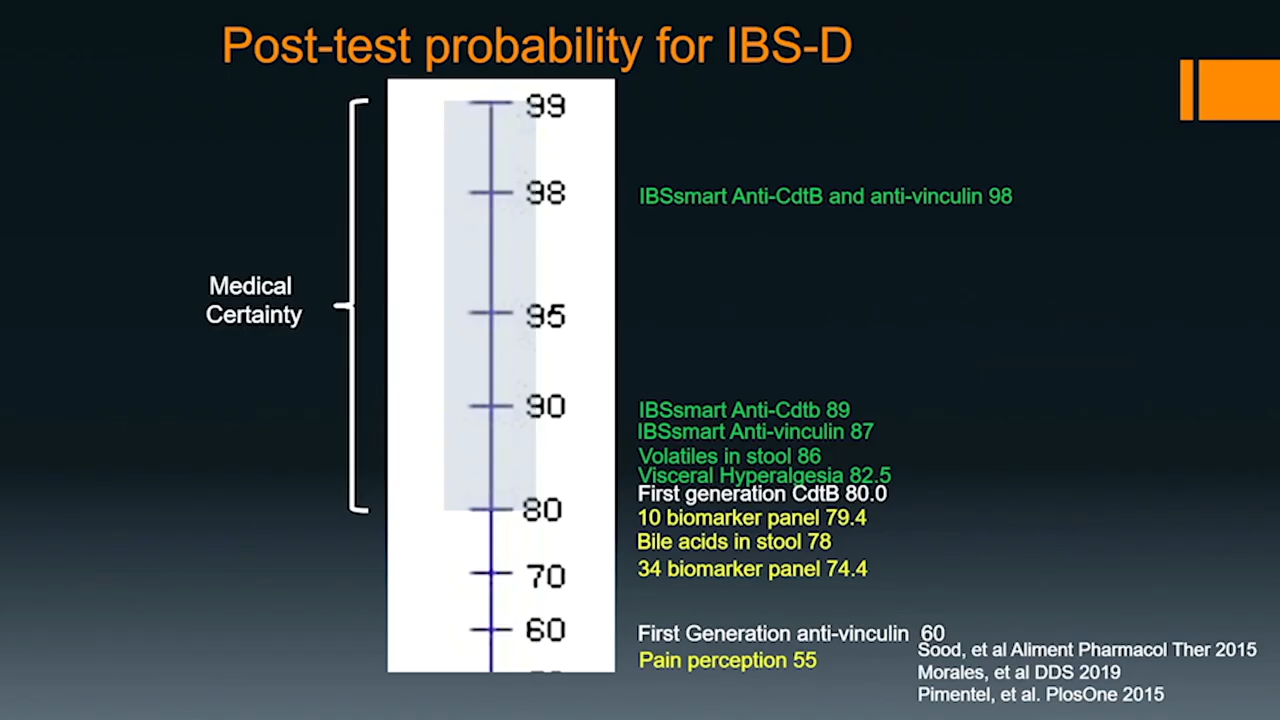 Post-test probability for IBS-D
99
98
IBSsmart Anti-CdtB and anti-vinculin 98
Medical
Certainty
95
90
IBSsmart Anti-Cdtb 89
IBSsmart Anti-vinculin 87
Volatiles in stool 86
Visceral Hyperalgesia 82.5
First generation CdtB 80.0
80
10 biomarker panel 79.4
Bile acids in stool 78
34 biomarker panel 74.4
70
60
First Generation anti-vinculin 60
Pain perception 55
Sood, et al Aliment Pharmacol Ther 2015
Morales, et al DDS 2019
Pimentel, et al. PlosOne 2015